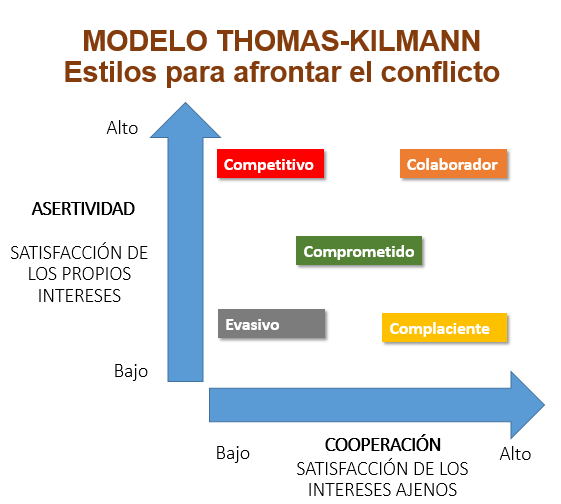 MODELO THOMAS-KILMANN
Estilos para afrontar el conflicto
Alto
Competitivo
Colaborador
ASERTIVIDAD
SATISFACCIÓN DE
LOS PROPIOS
INTERESES
Comprometido
Evasivo
Complaciente
Bajo
Bajo
COOPERACIÓN
Alto
SATISFACCIÓN DE LOS
INTERESES AJENOS